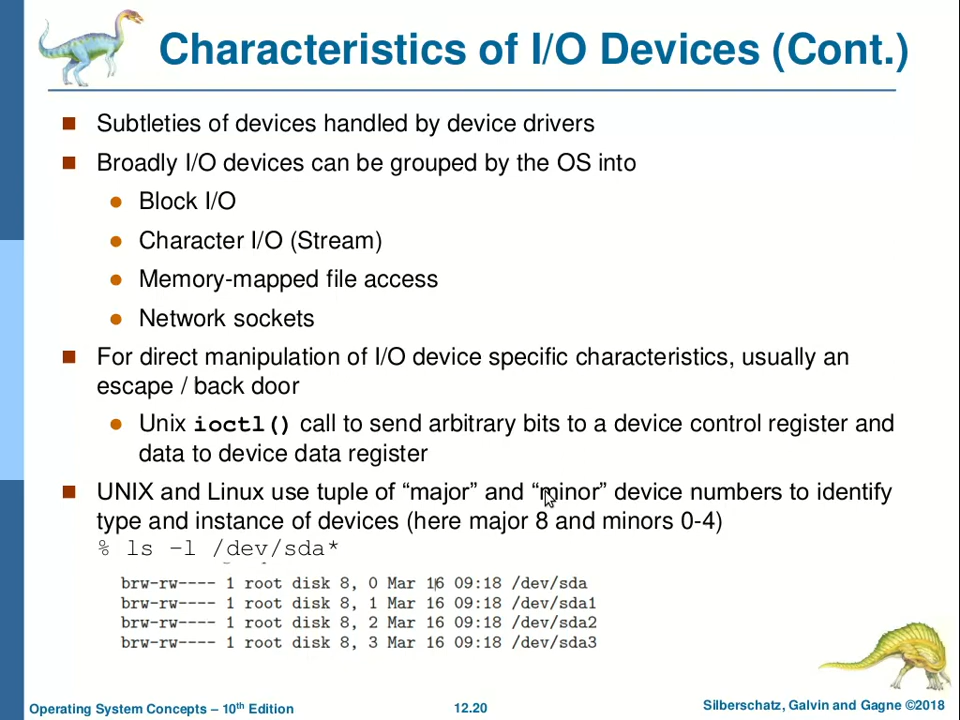 Characteristics of I/O Devices (Cont.)
Subtleties of devices handled by device drivers
Broadly I/O devices can be grouped by the OS into
Block I/O
Character I/O (Stream)
Memory-mapped file access
Network sockets
For direct manipulation of I/O device specific characteristics, usually an
escape / back door
Unix ioctl() call to send arbitrary bits to a device control register and
data to device data register
UNIX and Linux use tuple of “major” and “minor” device numbers to identify
type and instance of devices (here major 8 and minors 0-4)
% ls –l /dev/sda*
brw-rw---- 1 root disk 8, 0 Mar 16 09:18 /dev/sda
brw-rw---- 1 root disk 8, 1 Mar 16 09:18 /dev/sda1
brw-rw---- 1 root disk 8, 2 Mar 16 09:18 /dev/sda2
brw-rw---- 1 root disk 8, 3 Mar 16 09:18 /dev/sda3
Operating System Concepts – 10th Edition
12.20
Silberschatz, Galvin and Gagne ©2018